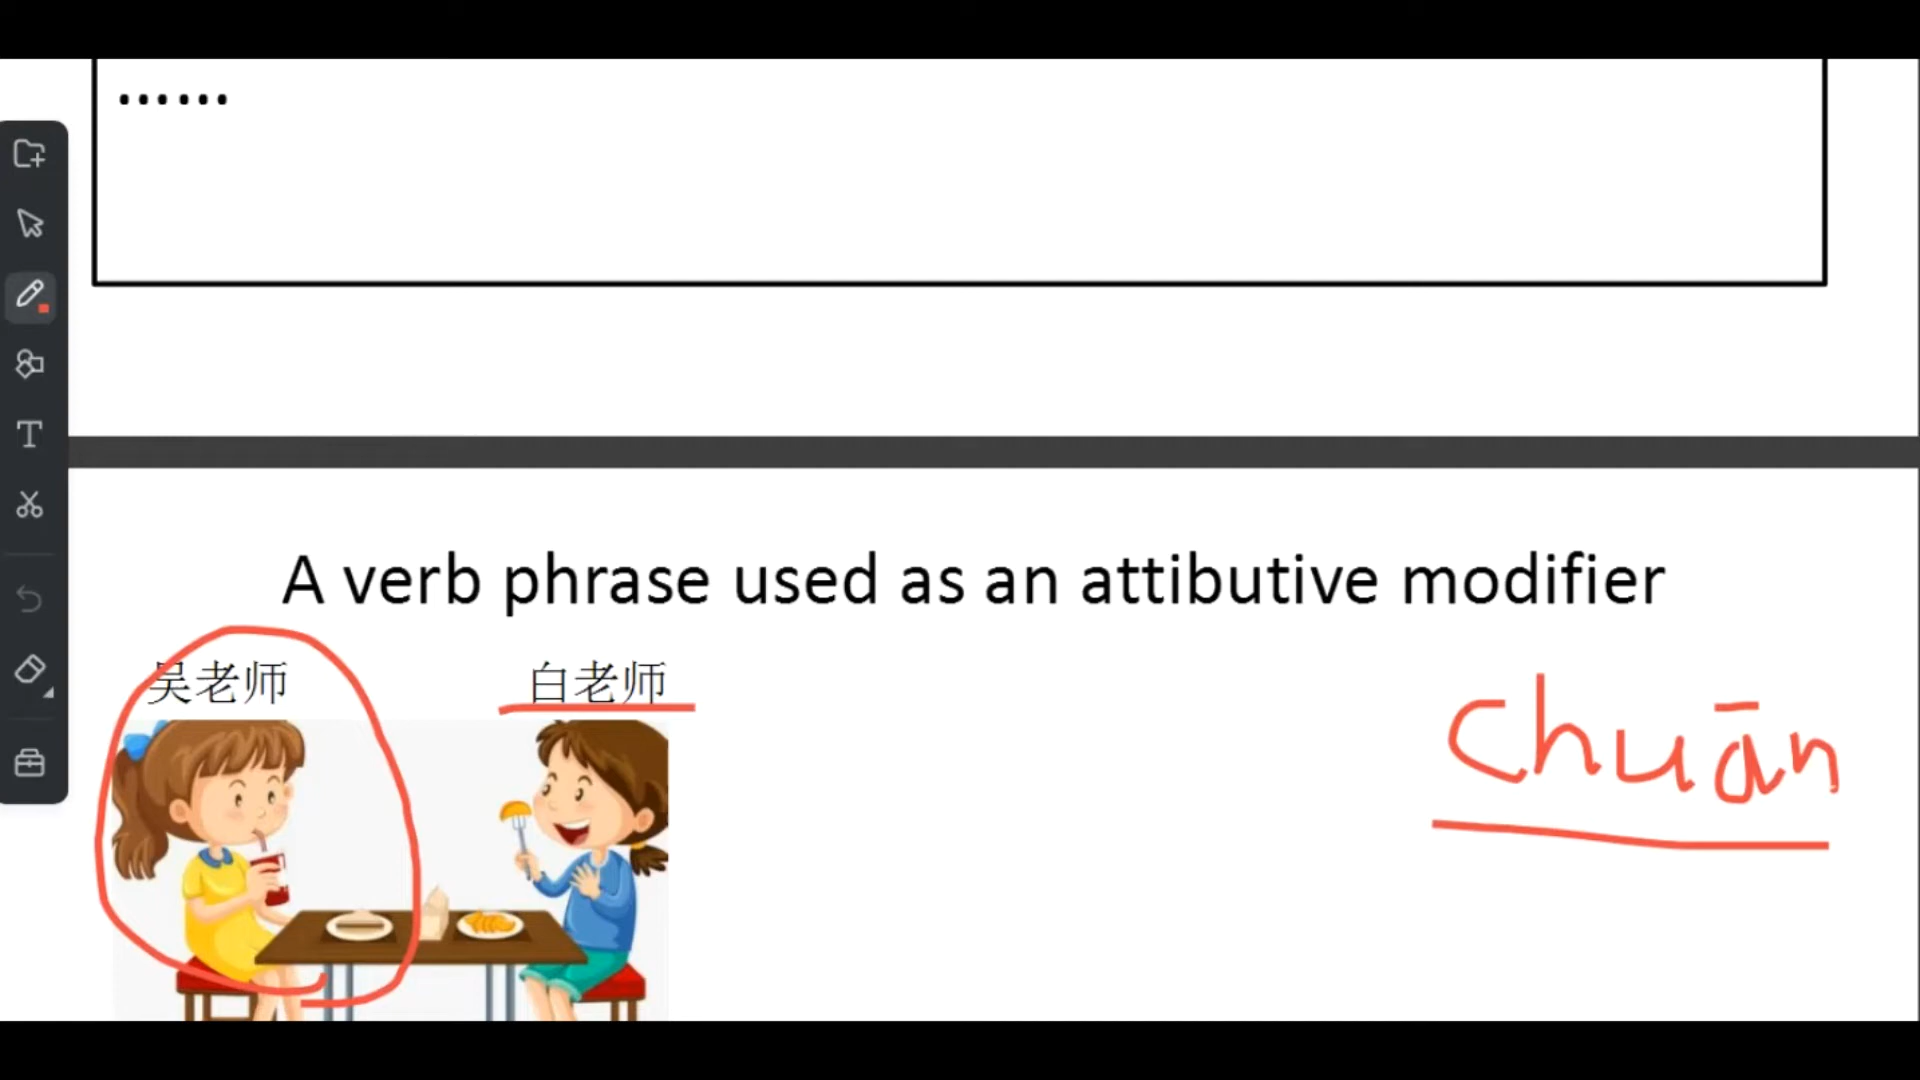 ......
A verb phrase used as an attibutive modifier
吴老师 白老师
chuān